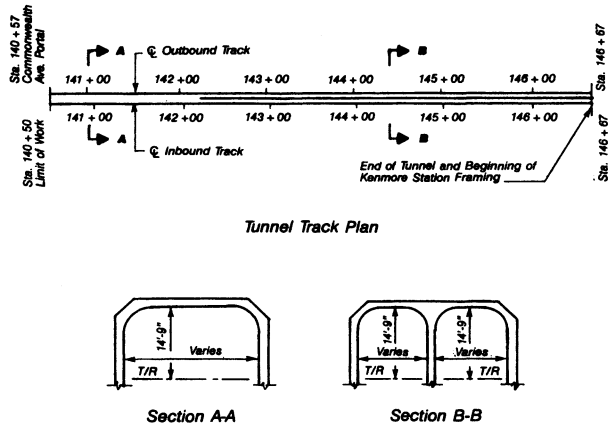 Sta. 140 + 57
Commonwealth
Ave. Portal
A
℄ Outbound Track
B
Sta. 146 + 67
141 + 00
142 + 00
143 + 00
144 + 00
145 + 00
146 + 00
141 + 00
142 + 00
143 + 00
144 + 00
145 + 00
146 + 00
Sta. 140 + 50
Limit of Work
A
℄ Inbound Track
B
End of Tunnel and Beginning of
Kenmore Station Framing
Sta. 146 + 67
Tunnel Track Plan
14'-9"
Varies
T/R
14'-9"
Varies
T/R
14'-9"
Varies
T/R
Section A-A
Section B-B